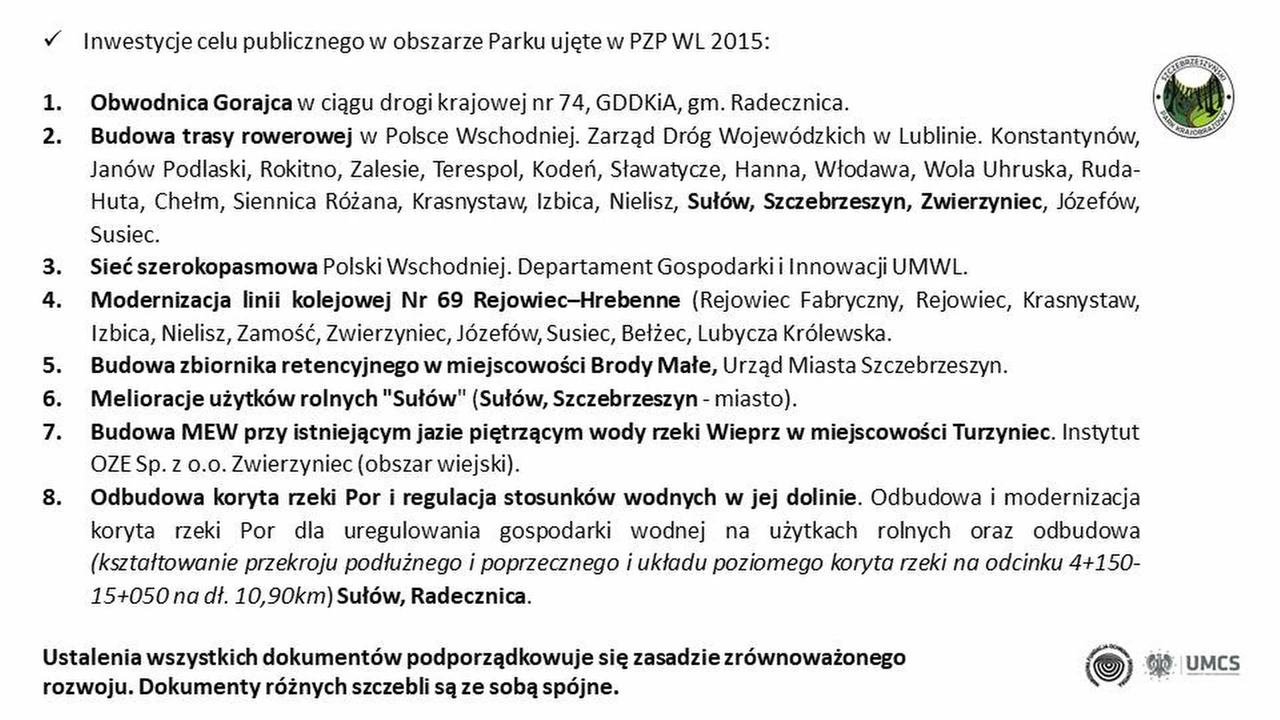 ✓ Inwestycje celu publicznego w obszarze Parku ujęte w PZP WL 2015:
SZCZEBRZESZYŃSKI
PARK KRAJOBRAZOWY
1. Obwodnica Gorajca w ciągu drogi krajowej nr 74, GDDKiA, gm. Radecznica.
2. Budowa trasy rowerowej w Polsce Wschodniej. Zarząd Dróg Wojewódzkich w Lublinie. Konstantynów,
Janów Podlaski, Rokitno, Zalesie, Terespol, Kodeń, Sławatycze, Hanna, Włodawa, Wola Uhruska, Ruda-
Huta, Chełm, Siennica Różana, Krasnystaw, Izbica, Nielisz, Sułów, Szczebrzeszyn, Zwierzyniec, Józefów,
Susiec.
3. Sieć szerokopasmowa Polski Wschodniej. Departament Gospodarki i Innowacji UMWL.
4. Modernizacja linii kolejowej Nr 69 Rejowiec–Hrebenne (Rejowiec Fabryczny, Rejowiec, Krasnystaw,
Izbica, Nielisz, Zamość, Zwierzyniec, Józefów, Susiec, Bełżec, Lubycza Królewska.
5. Budowa zbiornika retencyjnego w miejscowości Brody Małe, Urząd Miasta Szczebrzeszyn.
6. Melioracje użytków rolnych "Sułów" (Sułów, Szczebrzeszyn - miasto).
7. Budowa MEW przy istniejącym jazie piętrzącym wody rzeki Wieprz w miejscowości Turzyniec. Instytut
OZE Sp. z o.o. Zwierzyniec (obszar wiejski).
8. Odbudowa koryta rzeki Por i regulacja stosunków wodnych w jej dolinie. Odbudowa i modernizacja
koryta rzeki Por dla uregulowania gospodarki wodnej na użytkach rolnych oraz odbudowa
(kształtowanie przekroju podłużnego i poprzecznego i układu poziomego koryta rzeki na odcinku 4+150-
15+050 na dł. 10,90km) Sułów, Radecznica.
Ustalenia wszystkich dokumentów podporządkowuje się zasadzie zrównoważonego
rozwoju. Dokumenty różnych szczebli są ze sobą spójne.
UMCS